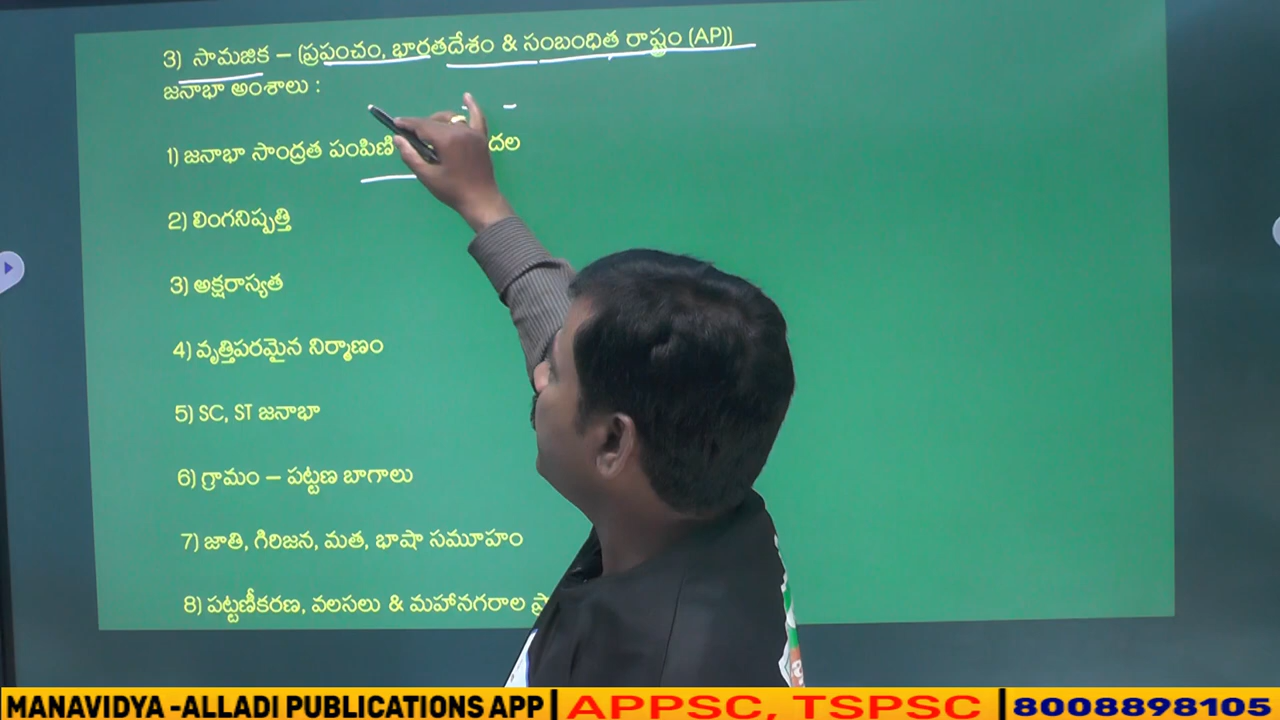 3) సామజిక – (ప్రపంచం, భారతదేశం & సంబంధిత రాష్ట్రం (AP))
జనాభా అంశాలు :
1) జనాభా సాంద్రత పంపిణి
2) లింగనిష్పత్తి
3) అక్షరాస్యత
4) వృత్తిపరమైన నిర్మాణం
5) SC, ST జనాభా
6) గ్రామం – పట్టణ బాగాలు
7) జాతి, గిరిజన, మత, భాషా సమూహం
8) పట్టణీకరణ, వలసలు & మహానగరాల
MANAVIDYA -ALLADI PUBLICATIONS APP | APPSC, TSPSC | 8008898105